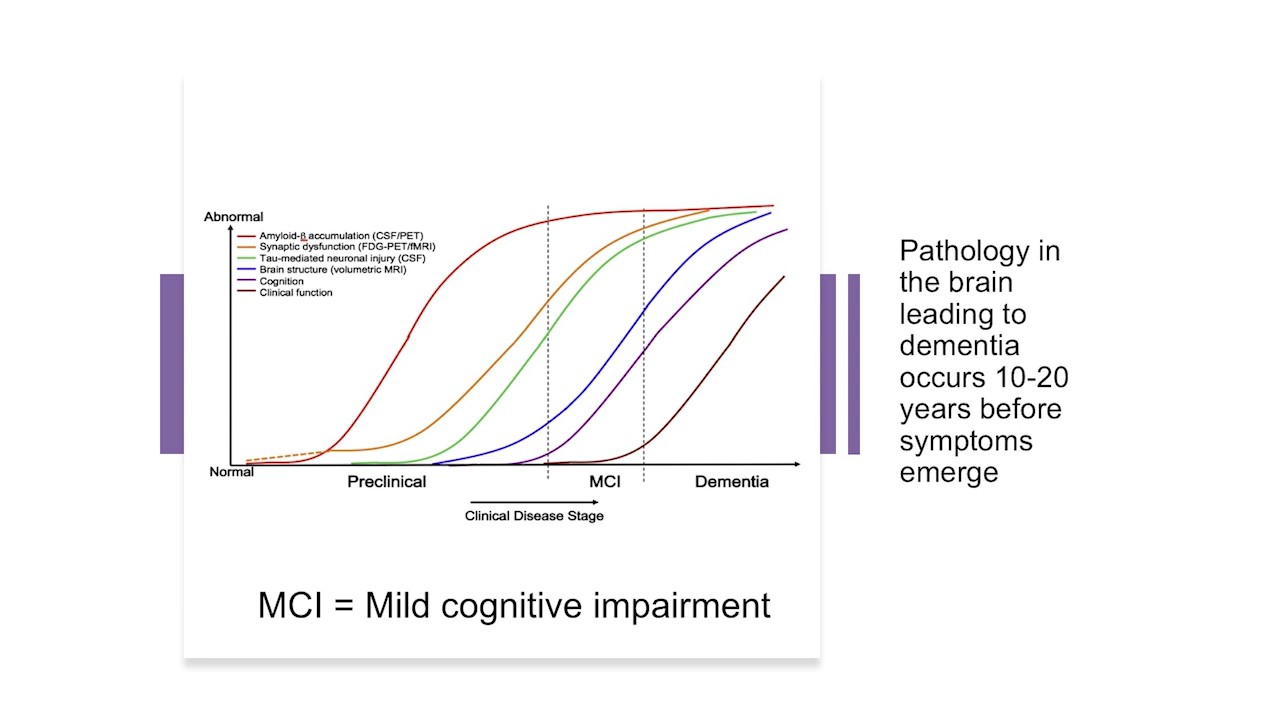 Abnormal
Amyloid-β accumulation (CSF/PET)
Synaptic dysfunction (FDG-PET/fMRI)
Tau-mediated neuronal injury (CSF)
Brain structure (volumetric MRI)
Cognition
Clinical function
Normal
Preclinical
MCI
Dementia
Clinical Disease Stage
MCI = Mild cognitive impairment
Pathology in
the brain
leading to
dementia
occurs 10-20
years before
symptoms
emerge